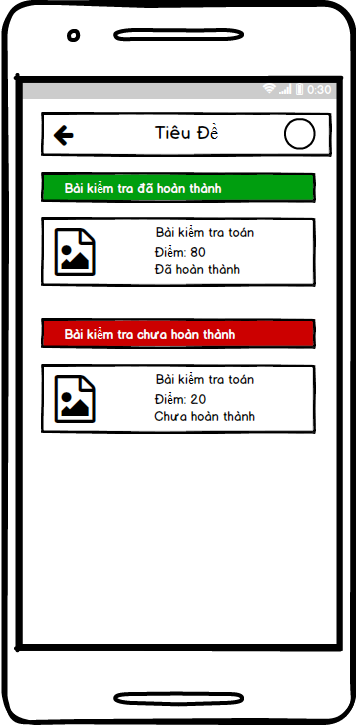 0:30
Tiêu Đề
Bài kiểm tra đã hoàn thành
Bài kiểm tra toán
Điểm: 80
Đã hoàn thành
Bài kiểm tra chưa hoàn thành
Bài kiểm tra toán
Điểm: 20
Chưa hoàn thành